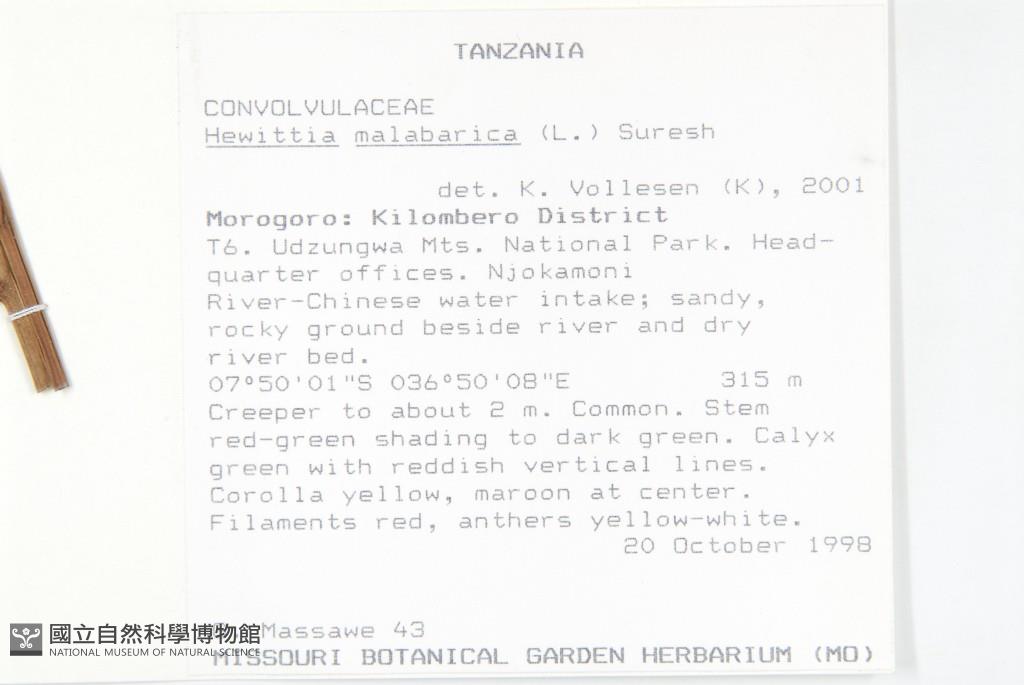 TANZANIA
CONVOLVULACEAE
Hewittia malabarica (L.) Suresh
det. K. Vollesen (K), 2001
Morogoro: Kilombero District
T6. Udzungwa Mts. National Park. Head-
quarter offices. Njokamoni
River-Chinese water intake; sandy,
rocky ground beside river and dry
river bed.
07°50'01"S 036°50'08"E 315 m
Creeper to about 2 m. Common. Stem
red-green shading to dark green. Calyx
green with reddish vertical lines.
Corolla yellow, maroon at center.
Filaments red, anthers yellow-white.
20 October 1998
Massawe 43
MISSOURI BOTANICAL GARDEN HERBARIUM (MO)
國立自然科學博物館
NATIONAL MUSEUM OF NATURAL SCIENCE